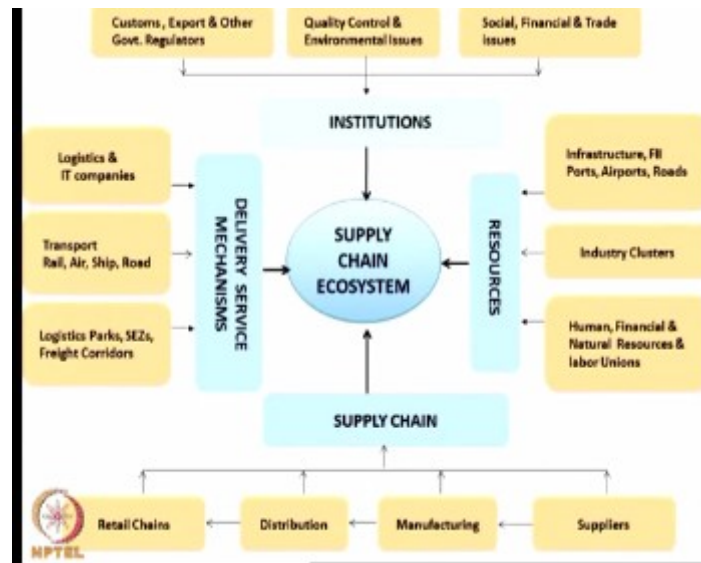 Customs, Export & Other
Govt. Regulators
Quality Control &
Environmental Issues
Social, Financial & Trade
issues
INSTITUTIONS
Logistics &
IT companies
Transport
Rail, Air, Ship, Road
Logistics Parks, SEZs,
Freight Corridors
DELIVERY SERVICE
MECHANISMS
SUPPLY
CHAIN
ECOSYSTEM
RESOURCES
Infrastructure, FII
Ports, Airports, Roads
Industry Clusters
Human, Financial &
Natural Resources &
labor Unions
SUPPLY CHAIN
Retail Chains
Distribution
Manufacturing
Suppliers
NPTEL